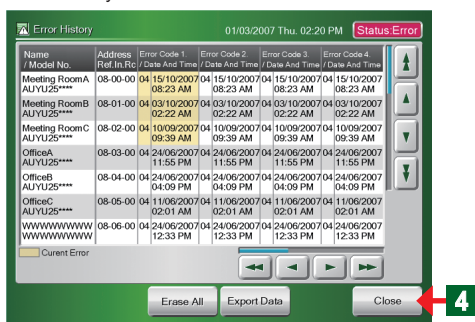 Error History 01/03/2007 Thu. 02:20 PM Status:Error
Name / Model No. Address Ref.In.Rc Error Code 1. / Date And Time Error Code 2. / Date And Time Error Code 3. / Date And Time Error Code 4. / Date And Time
Meeting RoomA 08-00-00 04 15/10/2007 04 15/10/2007 04 15/10/2007 04 15/10/2007
AUYU25**** 08:23 AM 08:23 AM 08:23 AM 08:23 AM
Meeting RoomB 08-01-00 04 03/10/2007 04 03/10/2007 04 03/10/2007 04 03/10/2007
AUYU25**** 02:22 AM 02:22 AM 02:22 AM 02:22 AM
Meeting RoomC 08-02-00 04 10/09/2007 04 10/09/2007 04 10/09/2007 04 10/09/2007
AUYU25**** 09:39 AM 09:39 AM 09:39 AM 09:39 AM
OfficeA 08-03-00 04 24/06/2007 04 24/06/2007 04 24/06/2007 04 24/06/2007
AUYU25**** 11:55 PM 11:55 PM 11:55 PM 11:55 PM
OfficeB 08-04-00 04 24/06/2007 04 24/06/2007 04 24/06/2007 04 24/06/2007
AUYU25**** 04:09 PM 04:09 PM 04:09 PM 04:09 PM
OfficeC 08-05-00 04 11/06/2007 04 11/06/2007 04 11/06/2007 04 11/06/2007
AUYU25**** 02:01 AM 02:01 AM 02:01 AM 02:01 AM
WWWWWWWW 08-06-00 04 24/06/2007 04 24/06/2007 04 24/06/2007 04 24/06/2007
WWWWWWWW 12:33 PM 12:33 PM 12:33 PM 12:33 PM
Curent Error
Erase All Export Data Close 4